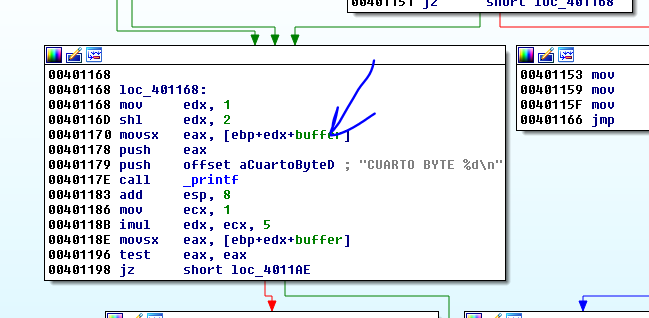 00401151 jz short loc_401168
00401168
00401168 loc_401168:
00401168 mov edx, 1
0040116D shl edx, 2
00401170 movsx eax, [ebp+edx+buffer]
00401178 push eax
00401179 push offset aCuartoByteD ; "CUARTO BYTE %d\n"
0040117E call _printf
00401183 add esp, 8
00401186 mov ecx, 1
0040118B imul edx, ecx, 5
0040118E movsx eax, [ebp+edx+buffer]
00401196 test eax, eax
00401198 jz short loc_4011AE
00401153 mov
00401159 mov
0040115F mov
00401166 jmp